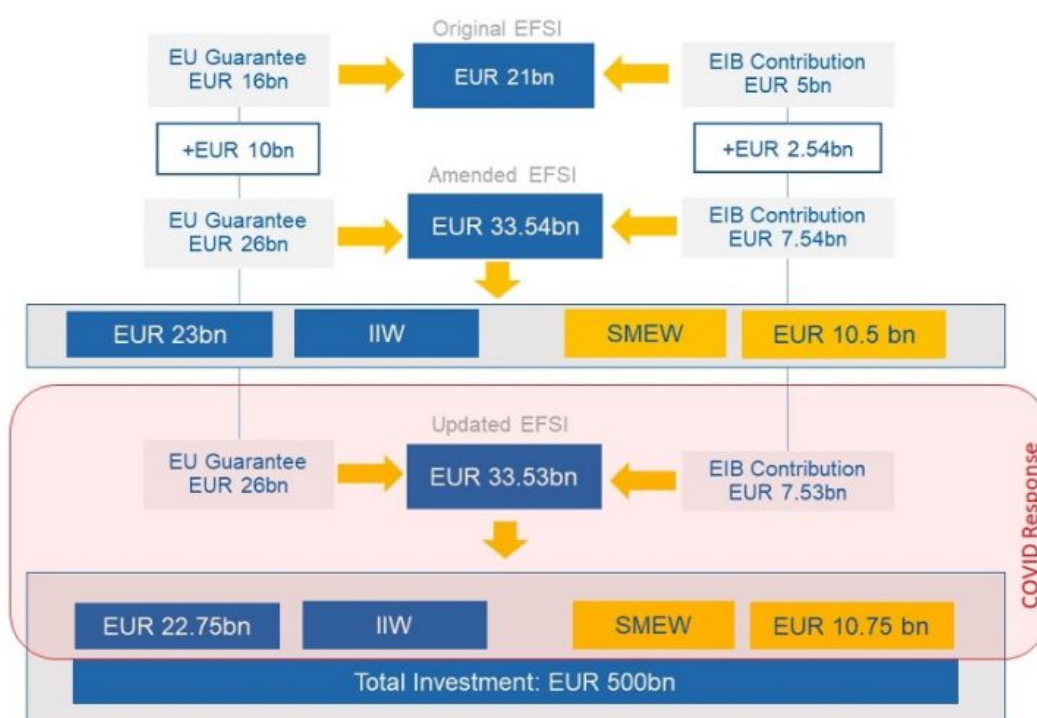 Original EFSI
EU Guarantee
EUR 16bn
EUR 21bn
EIB Contribution
EUR 5bn
+EUR 10bn
+EUR 2.54bn
Amended EFSI
EU Guarantee
EUR 26bn
EUR 33.54bn
EIB Contribution
EUR 7.54bn
EUR 23bn
IIW
SMEW
EUR 10.5 bn
Updated EFSI
EU Guarantee
EUR 26bn
EUR 33.53bn
EIB Contribution
EUR 7.53bn
COVID Response
EUR 22.75bn
IIW
SMEW
EUR 10.75 bn
Total Investment: EUR 500bn